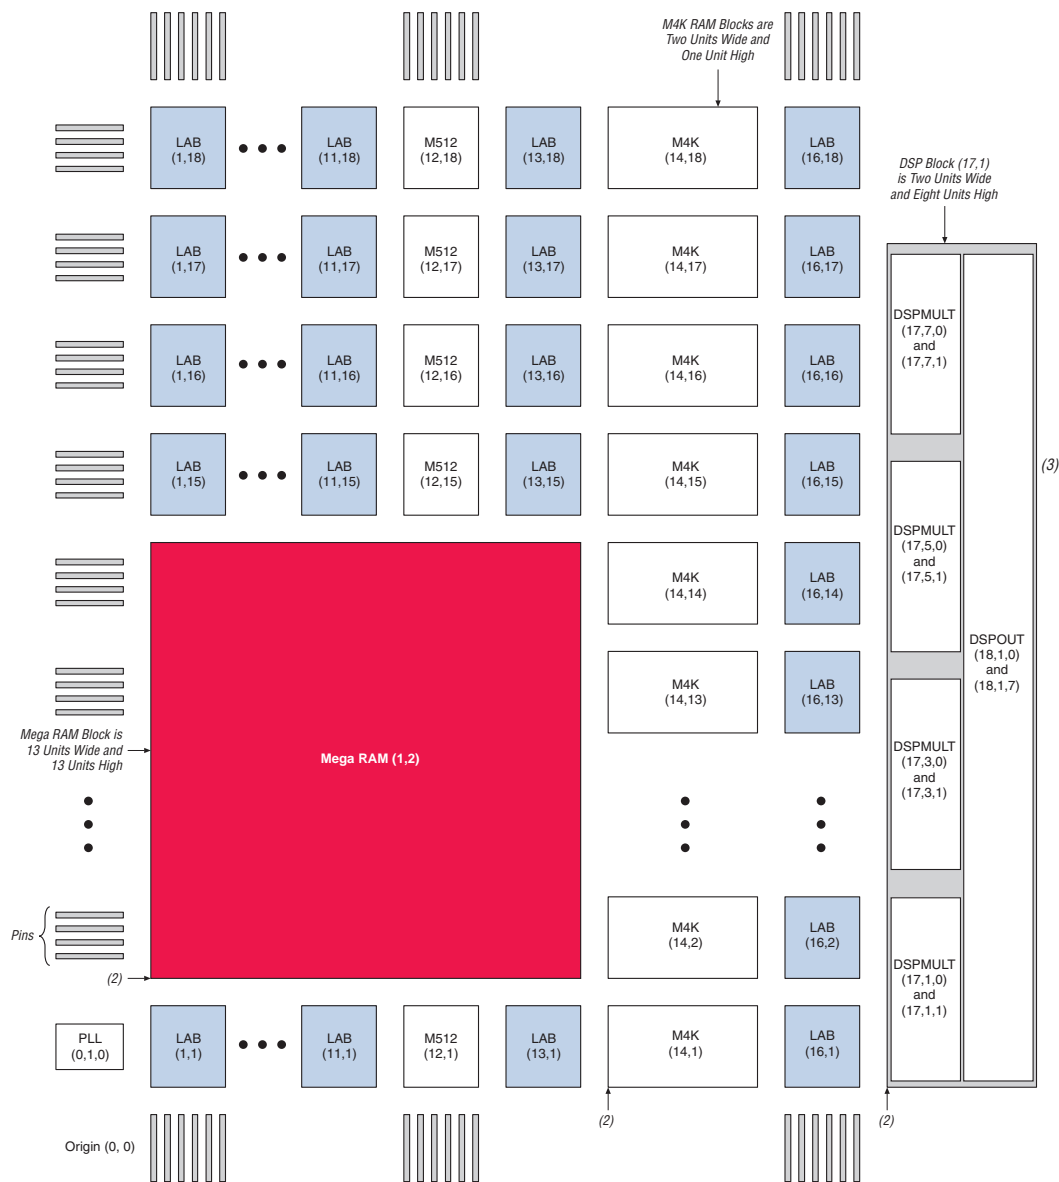 M4K RAM Blocks are
Two Units Wide and
One Unit High
LAB
(1,18)
LAB
(11,18)
M512
(12,18)
LAB
(13,18)
M4K
(14,18)
LAB
(16,18)
DSP Block (17,1)
is Two Units Wide
and Eight Units High
LAB
(1,17)
LAB
(11,17)
M512
(12,17)
LAB
(13,17)
M4K
(14,17)
LAB
(16,17)
DSPMULT
(17,7,0)
and
(17,7,1)
LAB
(1,16)
LAB
(11,16)
M512
(12,16)
LAB
(13,16)
M4K
(14,16)
LAB
(16,16)
LAB
(1,15)
LAB
(11,15)
M512
(12,15)
LAB
(13,15)
M4K
(14,15)
LAB
(16,15)
(3)
DSPMULT
(17,5,0)
and
(17,5,1)
M4K
(14,14)
LAB
(16,14)
DSPOUT
(18,1,0)
and
(18,1,7)
M4K
(14,13)
LAB
(16,13)
Mega RAM Block is
13 Units Wide and
13 Units High
Mega RAM (1,2)
DSPMULT
(17,3,0)
and
(17,3,1)
Pins
M4K
(14,2)
LAB
(16,2)
(2)
DSPMULT
(17,1,0)
and
(17,1,1)
PLL
(0,1,0)
LAB
(1,1)
LAB
(11,1)
M512
(12,1)
LAB
(13,1)
M4K
(14,1)
LAB
(16,1)
(2)
(2)
Origin (0, 0)